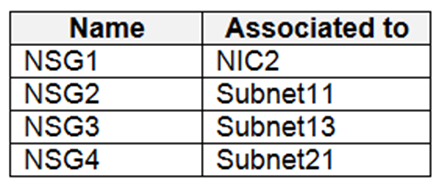 Name Associated to
NSG1 NIC2
NSG2 Subnet11
NSG3 Subnet13
NSG4 Subnet21